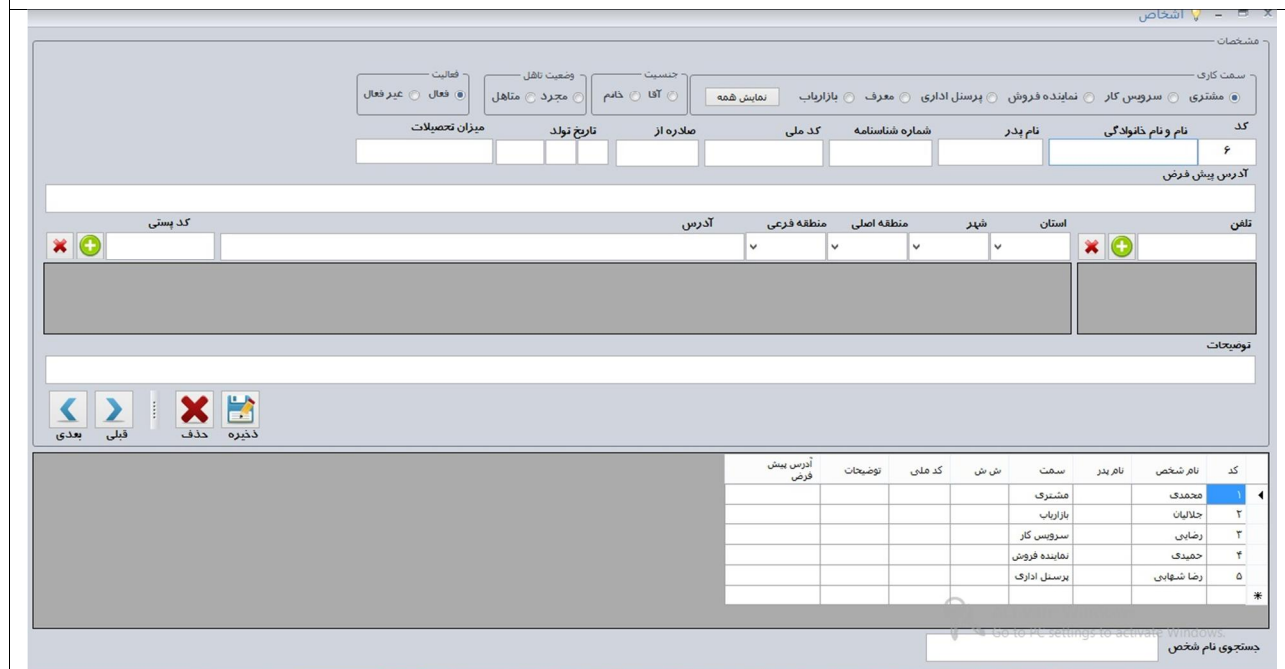 اشخاص
مشخصات
سمت کاری
مشتری سرویس کار نماینده فروش پرسنل اداری معرف بازاریاب نمایش همه
جنسیت
آقا خانم
وضعیت تاهل
مجرد متاهل
فعالیت
فعال غیر فعال
کد نام و نام خانوادگی نام پدر شماره شناسنامه کد ملی صادره از تاریخ تولد میزان تحصیلات
۶
آدرس پیش فرض
تلفن استان شهر منطقه اصلی منطقه فرعی آدرس کد پستی
توضیحات
ذخیره حذف قبلی بعدی
کد نام شخص نام پدر سمت ش ش کد ملی توضیحات آدرس پیش فرض
۱ محمدی مشتری
۲ جلالیان بازاریاب
۳ رضایی سرویس کار
۴ حمیدی نماینده فروش
۵ رضا شهابی پرسنل اداری
Go to PC settings to activate Windows.
جستجوی نام شخص